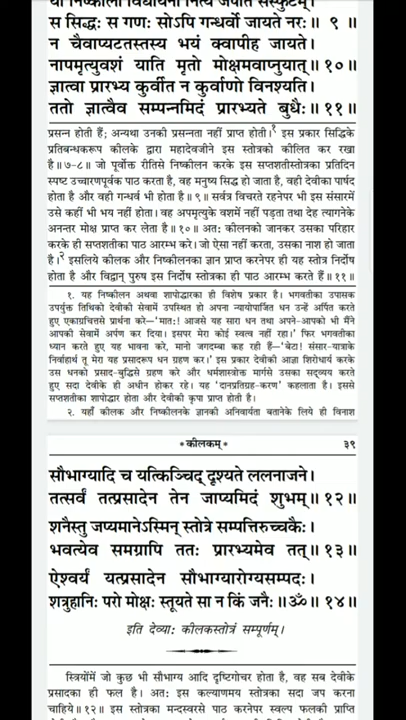 यो निष्कीलां विधायैनां नित्यं जपति संस्फुटम्।
स सिद्धः स गणः सोऽपि गन्धर्वो जायते नरः॥ ९ ॥
न चैवाप्यटतस्तस्य भयं क्वापीह जायते।
नापमृत्युवशं याति मृतो मोक्षमवाप्नुयात्॥ १०॥
ज्ञात्वा प्रारभ्य कुर्वीत न कुर्वाणो विनश्यति।
ततो ज्ञात्वैव सम्पन्नमिदं प्रारभ्यते बुधैः॥ ११॥
प्रसन्न होती हैं; अन्यथा उनकी प्रसन्नता नहीं प्राप्त होती।१ इस प्रकार सिद्धिके
प्रतिबन्धकरूप कीलके द्वारा महादेवजीने इस स्तोत्रको कीलित कर रखा
है॥ ७-८॥ जो पूर्वोक्त रीतिसे निष्कीलन करके इस सप्तशतीस्तोत्रका प्रतिदिन
स्पष्ट उच्चारणपूर्वक पाठ करता है, वह मनुष्य सिद्ध हो जाता है, वही देवीका पार्षद
होता है और वही गन्धर्व भी होता है॥ ९॥ सर्वत्र विचरते रहनेपर भी इस संसारमें
उसे कहीं भी भय नहीं होता। वह अपमृत्युके वशमें नहीं पड़ता तथा देह त्यागनेके
अनन्तर मोक्ष प्राप्त कर लेता है॥ १०॥ अतः कीलनको जानकर उसका परिहार
करके ही सप्तशतीका पाठ आरम्भ करे। जो ऐसा नहीं करता, उसका नाश हो जाता
है।२ इसलिये कीलक और निष्कीलनका ज्ञान प्राप्त करनेपर ही यह स्तोत्र निर्दोष
होता है और विद्वान् पुरुष इस निर्दोष स्तोत्रका ही पाठ आरम्भ करते हैं॥ ११॥
१. यह निष्कीलन अथवा शापोद्धारका ही विशेष प्रकार है। भगवतीका उपासक
उपर्युक्त तिथिको देवीकी सेवामें उपस्थित हो अपना न्यायोपार्जित धन उन्हें अर्पित करते
हुए एकाग्रचित्तसे प्रार्थना करे—'मातः! आजसे यह सारा धन तथा अपने-आपको भी मैंने
आपकी सेवामें अर्पण कर दिया। इसपर मेरा कोई स्वत्व नहीं रहा।' फिर भगवतीका
ध्यान करते हुए यह भावना करे, मानो जगदम्बा कह रही हैं—'बेटा! संसार-यात्राके
निर्वाहार्थ तू मेरा यह प्रसादरूप धन ग्रहण कर।' इस प्रकार देवीकी आज्ञा शिरोधार्य करके
उस धनको प्रसाद-बुद्धिसे ग्रहण करे और धर्मशास्त्रोक्त मार्गसे उसका सद्व्यय करते
हुए सदा देवीके ही अधीन होकर रहे। यह 'दानप्रतिग्रह-करण' कहलाता है। इससे
सप्तशतीका शापोद्धार होता और देवीकी कृपा प्राप्त होती है।
२. यहाँ कीलक और निष्कीलनके ज्ञानकी अनिवार्यता बतानेके लिये ही विनाश
* कीलकम् * ३९
सौभाग्यादि च यत्किञ्चिद् दृश्यते ललनाजने।
तत्सर्वं तत्प्रसादेन तेन जाप्यमिदं शुभम्॥ १२॥
शनैस्तु जप्यमानेऽस्मिन् स्तोत्रे सम्पत्तिरुच्चकैः।
भवत्येव समग्रापि ततः प्रारभ्यमेव तत्॥ १३॥
ऐश्वर्यं यत्प्रसादेन सौभाग्यारोग्यसम्पदः।
शत्रुहानिः परो मोक्षः स्तूयते सा न किं जनैः॥ॐ॥ १४॥
इति देव्याः कीलकस्तोत्रं सम्पूर्णम्।
स्त्रियोंमें जो कुछ भी सौभाग्य आदि दृष्टिगोचर होता है, वह सब देवीके
प्रसादका ही फल है। अतः इस कल्याणमय स्तोत्रका सदा जप करना
चाहिये॥ १२॥ इस स्तोत्रका मन्दस्वरसे पाठ करनेपर स्वल्प फलकी प्राप्ति